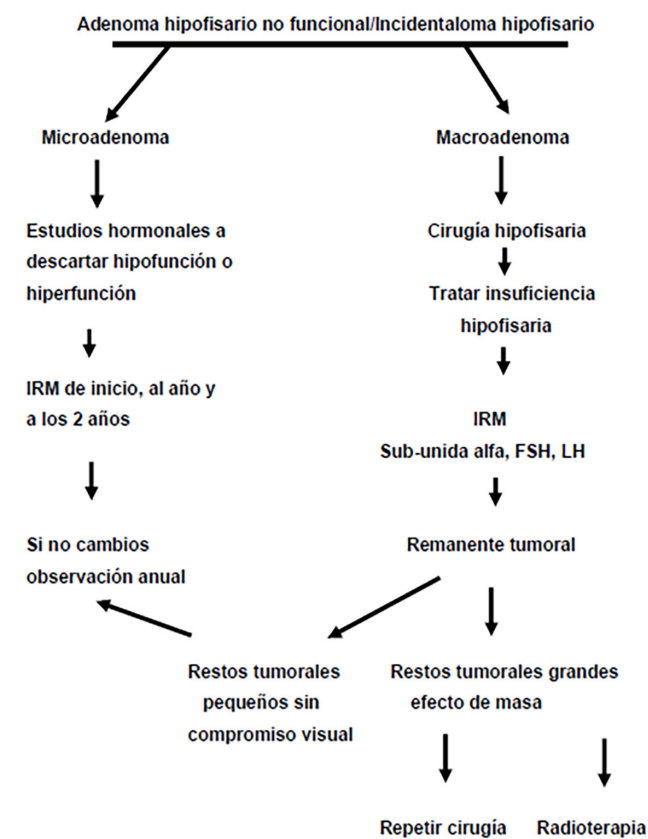 Adenoma hipofisario no funcional/Incidentaloma hipofisario
Microadenoma
Macroadenoma
Estudios hormonales a
descartar hipofunción o
hiperfunción
Cirugía hipofisaria
Tratar insuficiencia
hipofisaria
IRM de inicio, al año y
a los 2 años
IRM
Sub-unida alfa, FSH, LH
Si no cambios
observación anual
Remanente tumoral
Restos tumorales
pequeños sin
compromiso visual
Restos tumorales grandes
efecto de masa
Repetir cirugía
Radioterapia